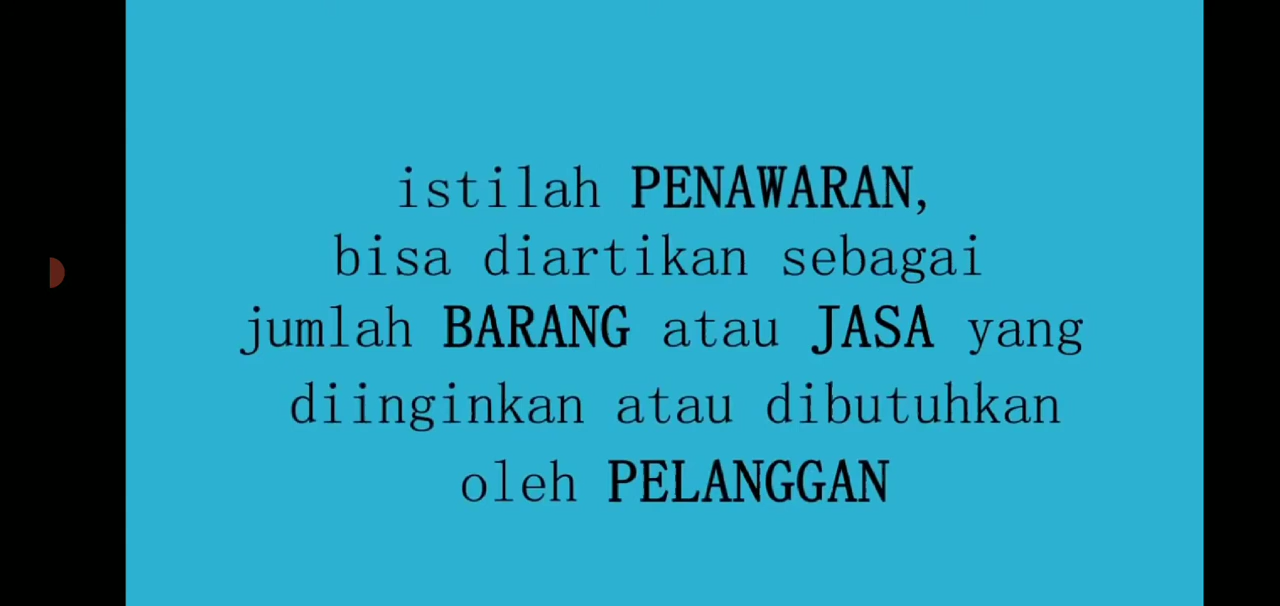 istilah PENAWARAN,
bisa diartikan sebagai
jumlah BARANG atau JASA yang
diinginkan atau dibutuhkan
oleh PELANGGAN